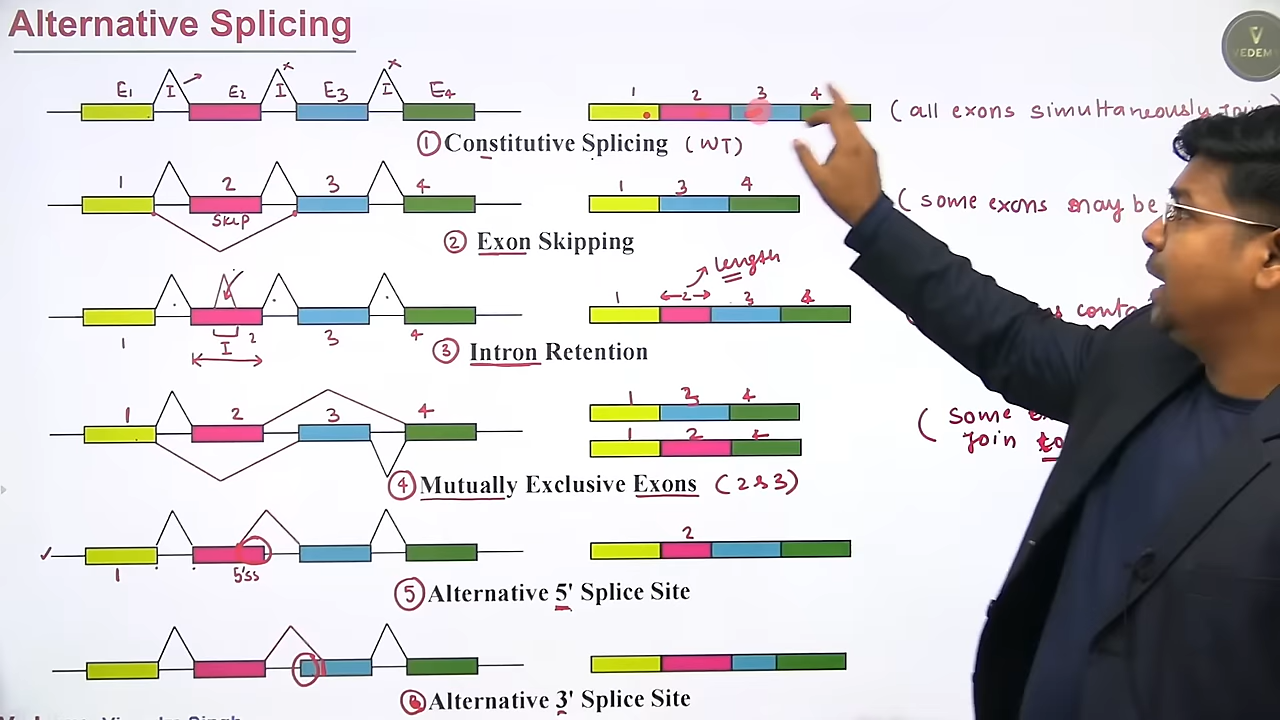 Alternative Splicing
VEDEM
E1 I E2 I E3 I E4
1 2 3 4
(all exons simultaneously join)
① Constitutive Splicing (WT)
1 2 3 4
skip
1 3 4
(some exons may be
② Exon Skipping
length
1 2 3 4
I
1 2 3 4
③ Intron Retention
1 2 3 4
1 3 4
1 2 4
(some
join
④ Mutually Exclusive Exons (2&3)
1 5'ss
2
⑤ Alternative 5' Splice Site
⑥ Alternative 3' Splice Site